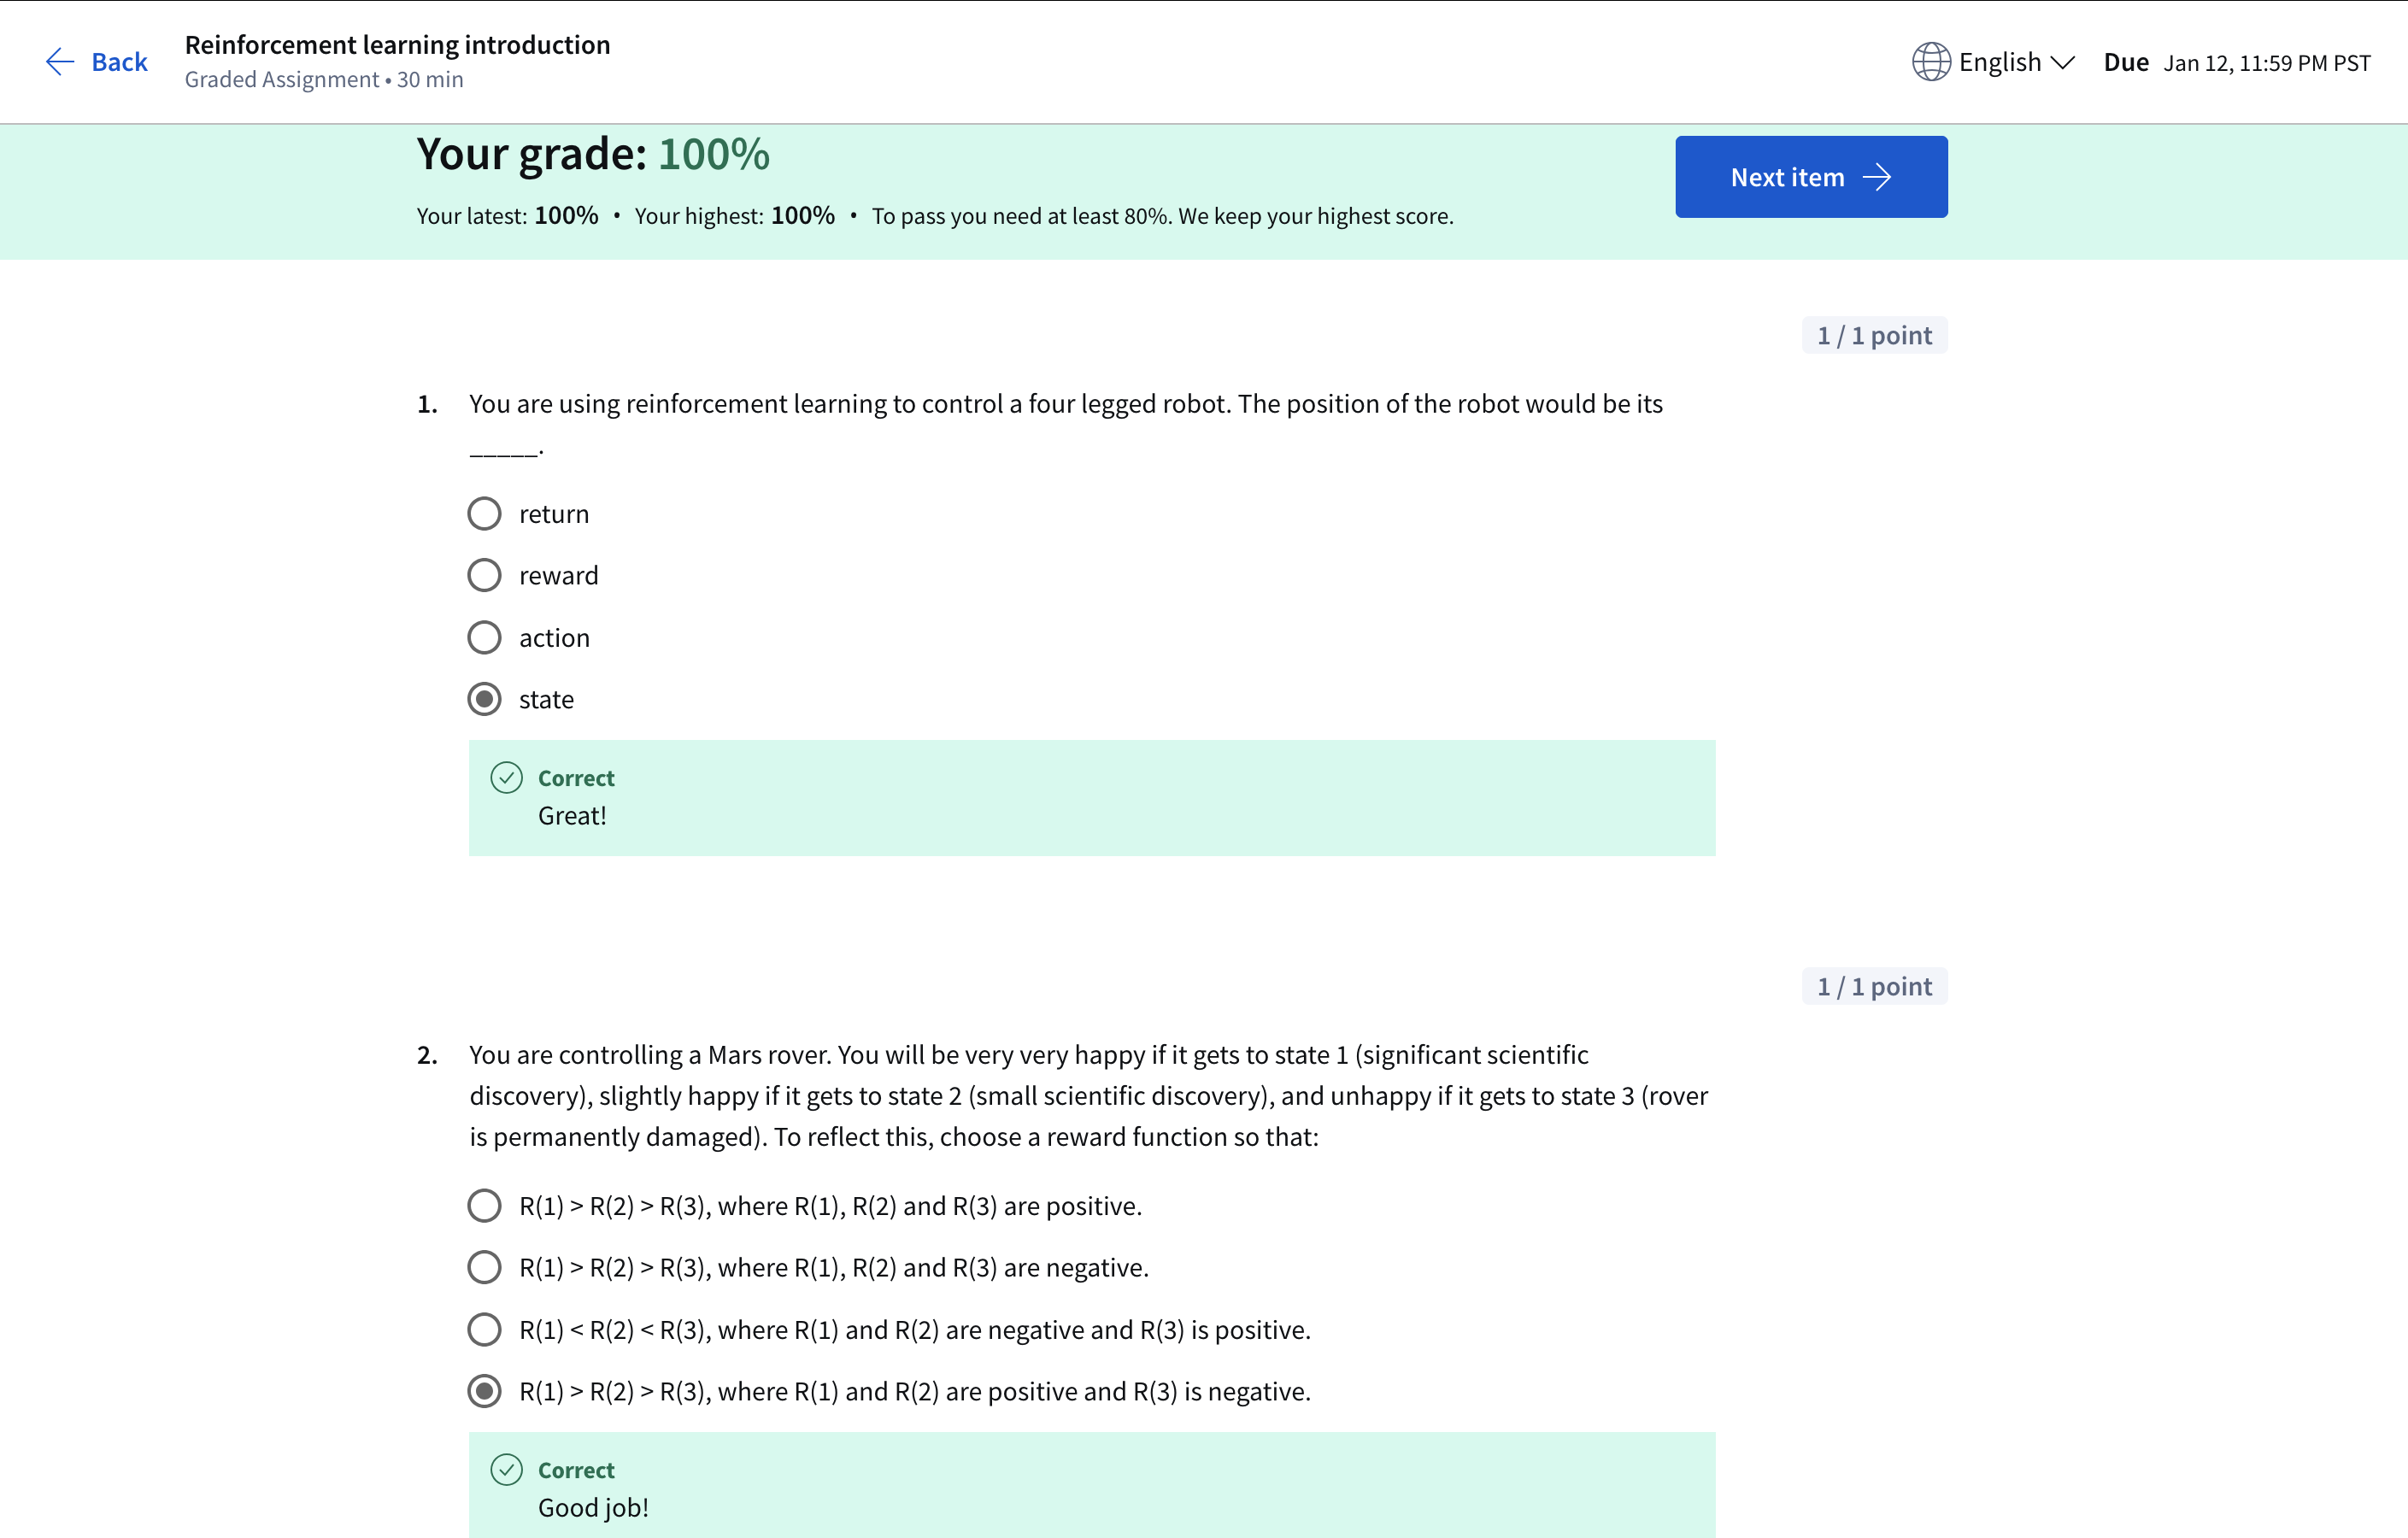 Back
Reinforcement learning introduction
Graded Assignment • 30 min
English
Due Jan 12, 11:59 PM PST
Your grade: 100%
Your latest: 100% • Your highest: 100% • To pass you need at least 80%. We keep your highest score.
Next item
1 / 1 point
1. You are using reinforcement learning to control a four legged robot. The position of the robot would be its
_____.
return
reward
action
state
Correct
Great!
1 / 1 point
2. You are controlling a Mars rover. You will be very very happy if it gets to state 1 (significant scientific
discovery), slightly happy if it gets to state 2 (small scientific discovery), and unhappy if it gets to state 3 (rover
is permanently damaged). To reflect this, choose a reward function so that:
R(1) > R(2) > R(3), where R(1), R(2) and R(3) are positive.
R(1) > R(2) > R(3), where R(1), R(2) and R(3) are negative.
R(1) < R(2) < R(3), where R(1) and R(2) are negative and R(3) is positive.
R(1) > R(2) > R(3), where R(1) and R(2) are positive and R(3) is negative.
Correct
Good job!